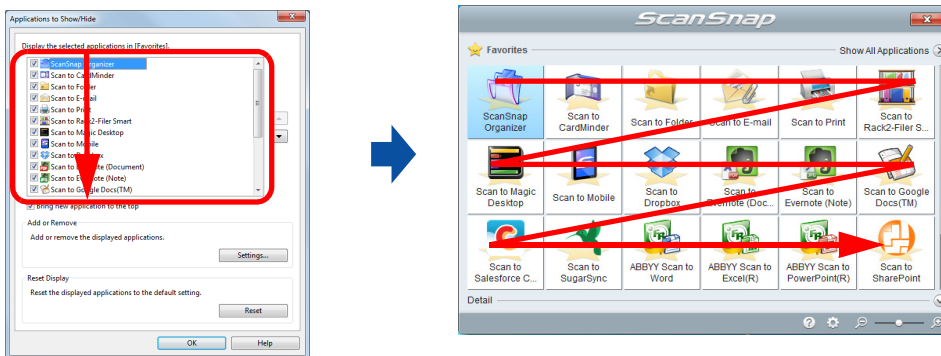 Applications to Show/Hide
Display the selected applications in [Favorites].
ScanSnap Organizer
Scan to CardMinder
Scan to Folder
Scan to E-mail
Scan to Print
Scan to Rack2-Filer Smart
Scan to Magic Desktop
Scan to Mobile
Scan to Dropbox
Scan to Evernote (Document)
Scan to Evernote (Note)
Scan to Google Docs(TM)
Bring new application to the top
Add or Remove
Add or remove the displayed applications.
Settings...
Reset Display
Reset the displayed applications to the default setting.
Reset
OK Help
ScanSnap
Favorites Show All Applications
ScanSnap Organizer
Scan to CardMinder
Scan to Folder
Scan to E-mail
Scan to Print
Scan to Rack2-Filer S...
Scan to Magic Desktop
Scan to Mobile
Scan to Dropbox
Scan to Evernote (Doc...
Scan to Evernote (Note)
Scan to Google Docs(TM)
Scan to Salesforce C...
Scan to SugarSync
ABBYY Scan to Word
ABBYY Scan to Excel(R)
ABBYY Scan to PowerPoint(R)
Scan to SharePoint
Detail